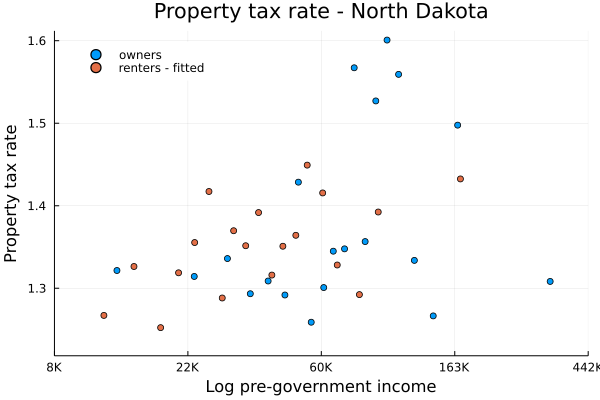 Property tax rate - North Dakota
owners
renters - fitted
Property tax rate
1.6
1.5
1.4
1.3
8K
22K
60K
163K
442K
Log pre-government income